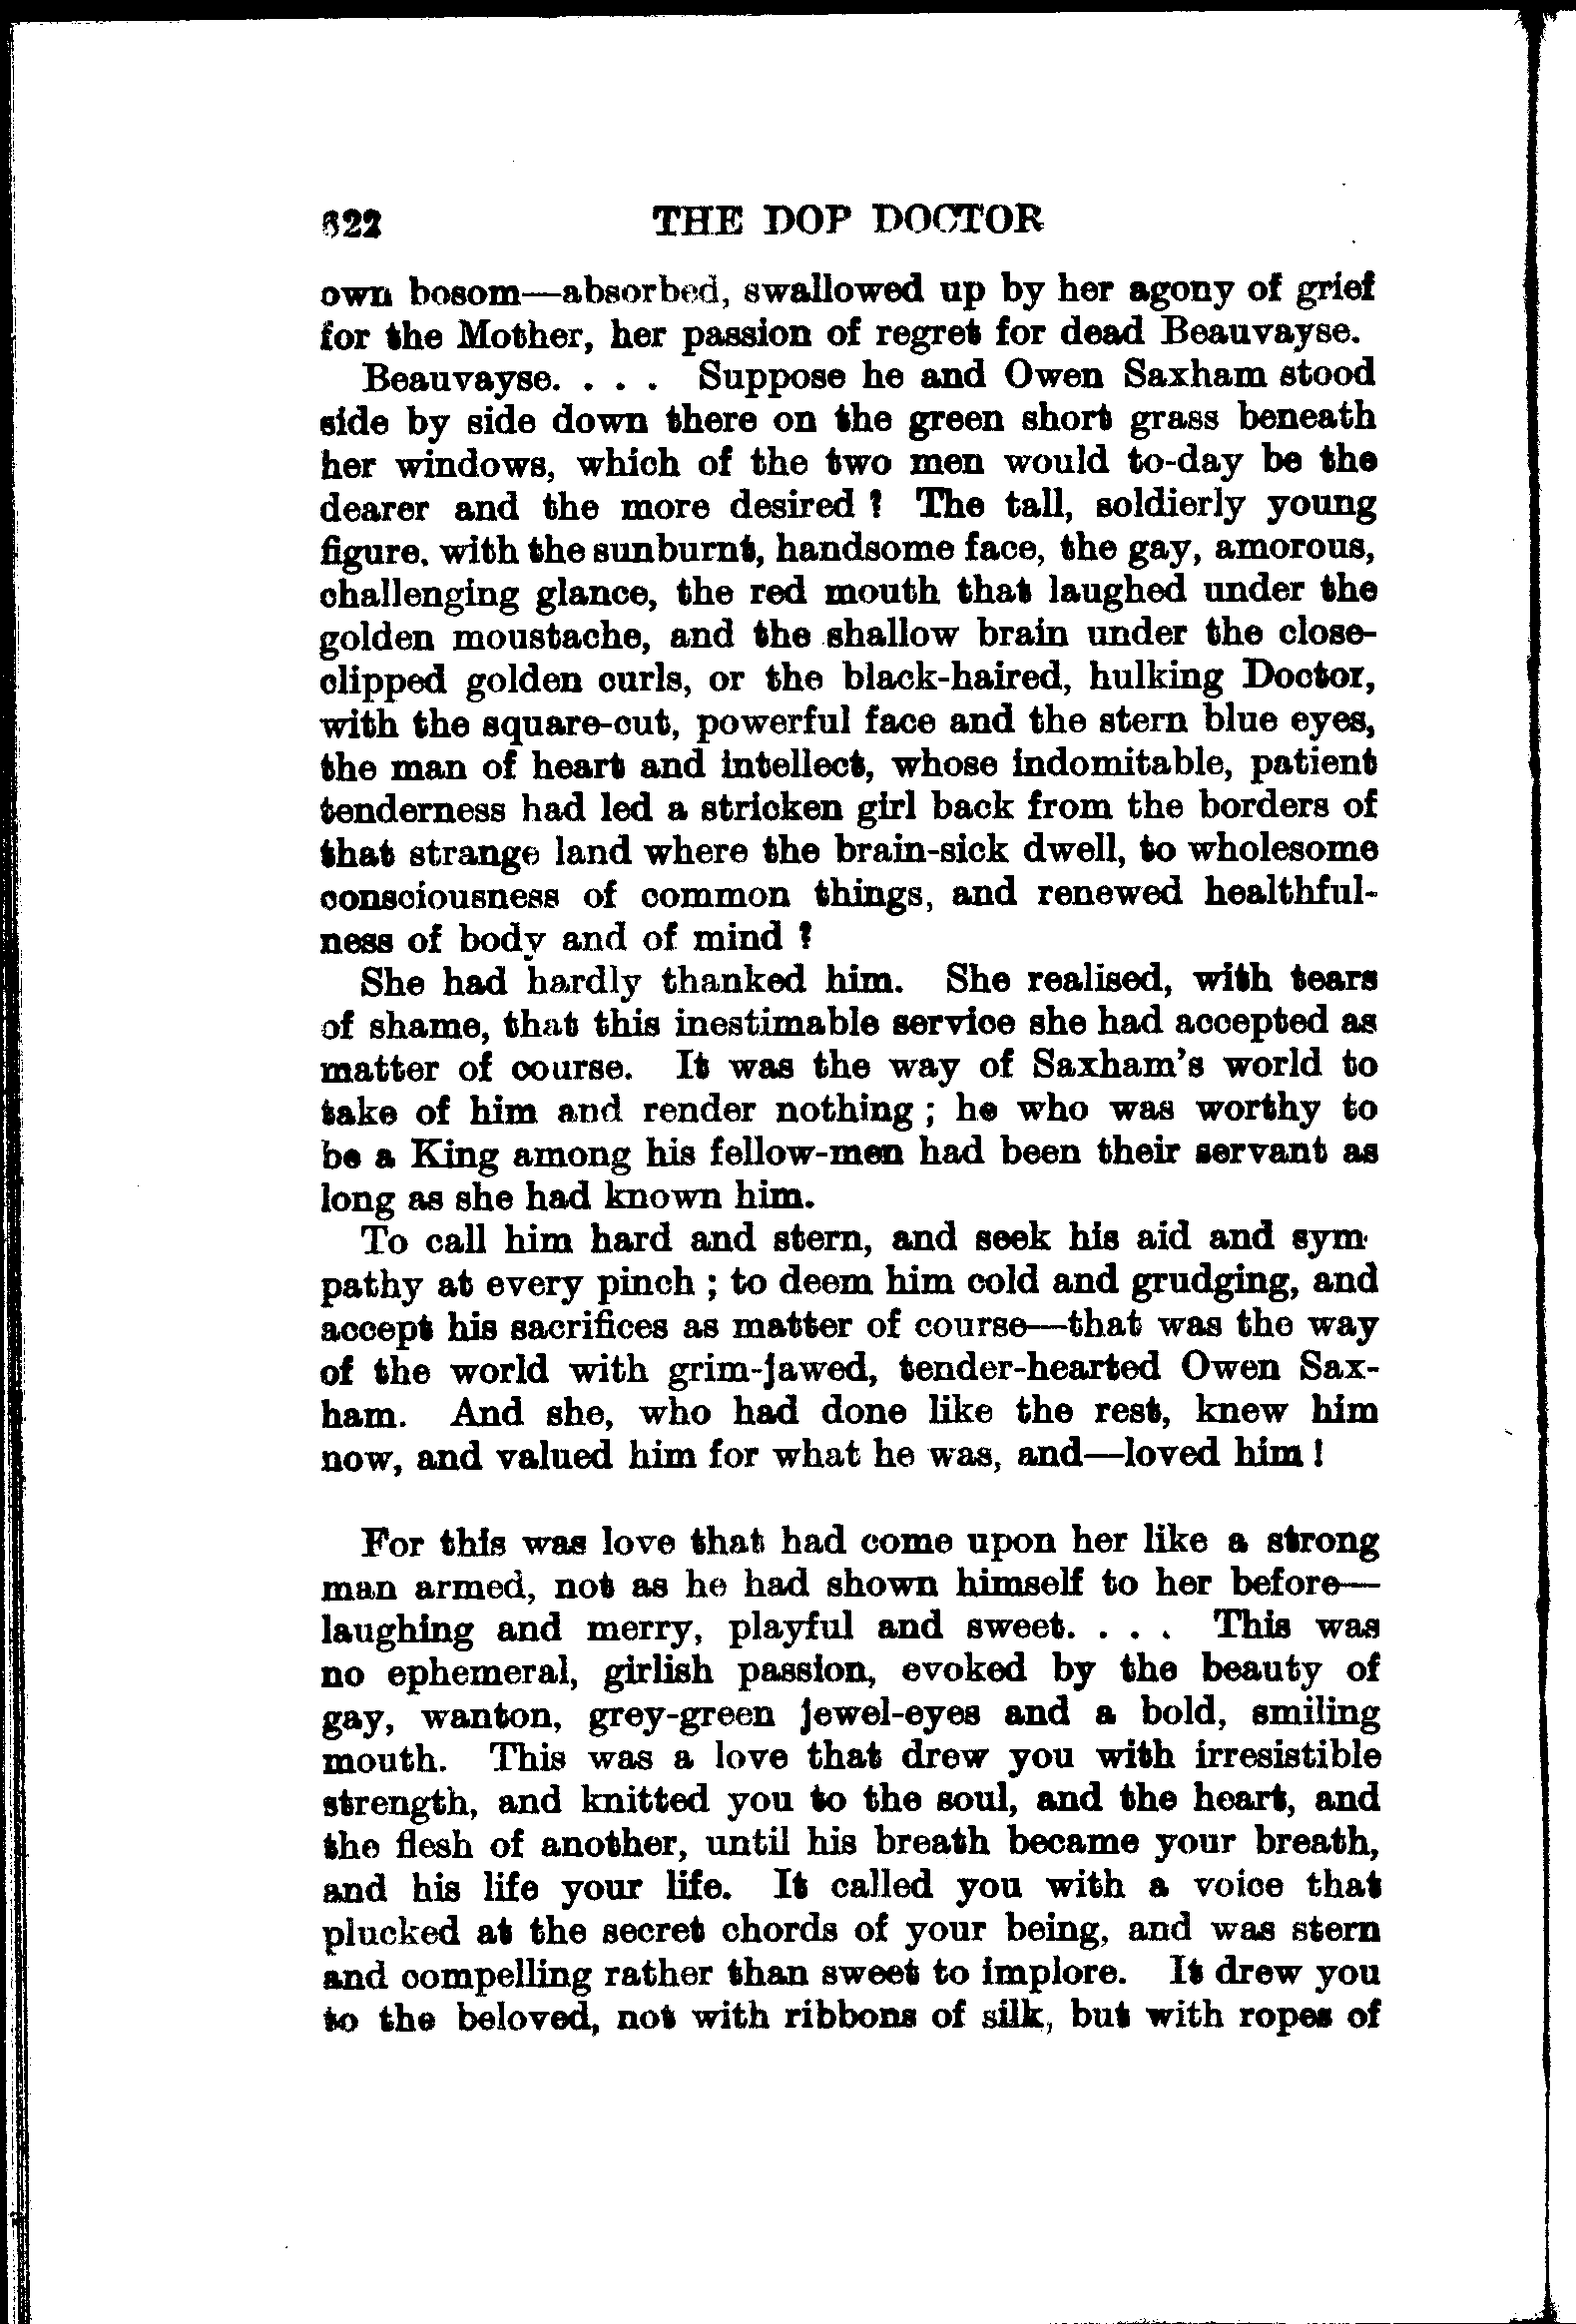 622 THE DOP DOCTOR
own bosom—absorbed, swallowed up by her agony of grief
for the Mother, her passion of regret for dead Beauvayse.
Beauvayse. . . . Suppose he and Owen Saxham stood
side by side down there on the green short grass beneath
her windows, which of the two men would to-day be the
dearer and the more desired ? The tall, soldierly young
figure, with the sunburnt, handsome face, the gay, amorous,
challenging glance, the red mouth that laughed under the
golden moustache, and the shallow brain under the close-
clipped golden curls, or the black-haired, hulking Doctor,
with the square-cut, powerful face and the stern blue eyes,
the man of heart and intellect, whose indomitable, patient
tenderness had led a stricken girl back from the borders of
that strange land where the brain-sick dwell, to wholesome
consciousness of common things, and renewed healthful-
ness of body and of mind ?
She had hardly thanked him. She realised, with tears
of shame, that this inestimable service she had accepted as
matter of course. It was the way of Saxham's world to
take of him and render nothing ; he who was worthy to
be a King among his fellow-men had been their servant as
long as she had known him.
To call him hard and stern, and seek his aid and sym-
pathy at every pinch ; to deem him cold and grudging, and
accept his sacrifices as matter of course—that was the way
of the world with grim-jawed, tender-hearted Owen Sax-
ham. And she, who had done like the rest, knew him
now, and valued him for what he was, and—loved him !
For this was love that had come upon her like a strong
man armed, not as he had shown himself to her before—
laughing and merry, playful and sweet. . . . This was
no ephemeral, girlish passion, evoked by the beauty of
gay, wanton, grey-green jewel-eyes and a bold, smiling
mouth. This was a love that drew you with irresistible
strength, and knitted you to the soul, and the heart, and
the flesh of another, until his breath became your breath,
and his life your life. It called you with a voice that
plucked at the secret chords of your being, and was stern
and compelling rather than sweet to implore. It drew you
to the beloved, not with ribbons of silk, but with ropes of